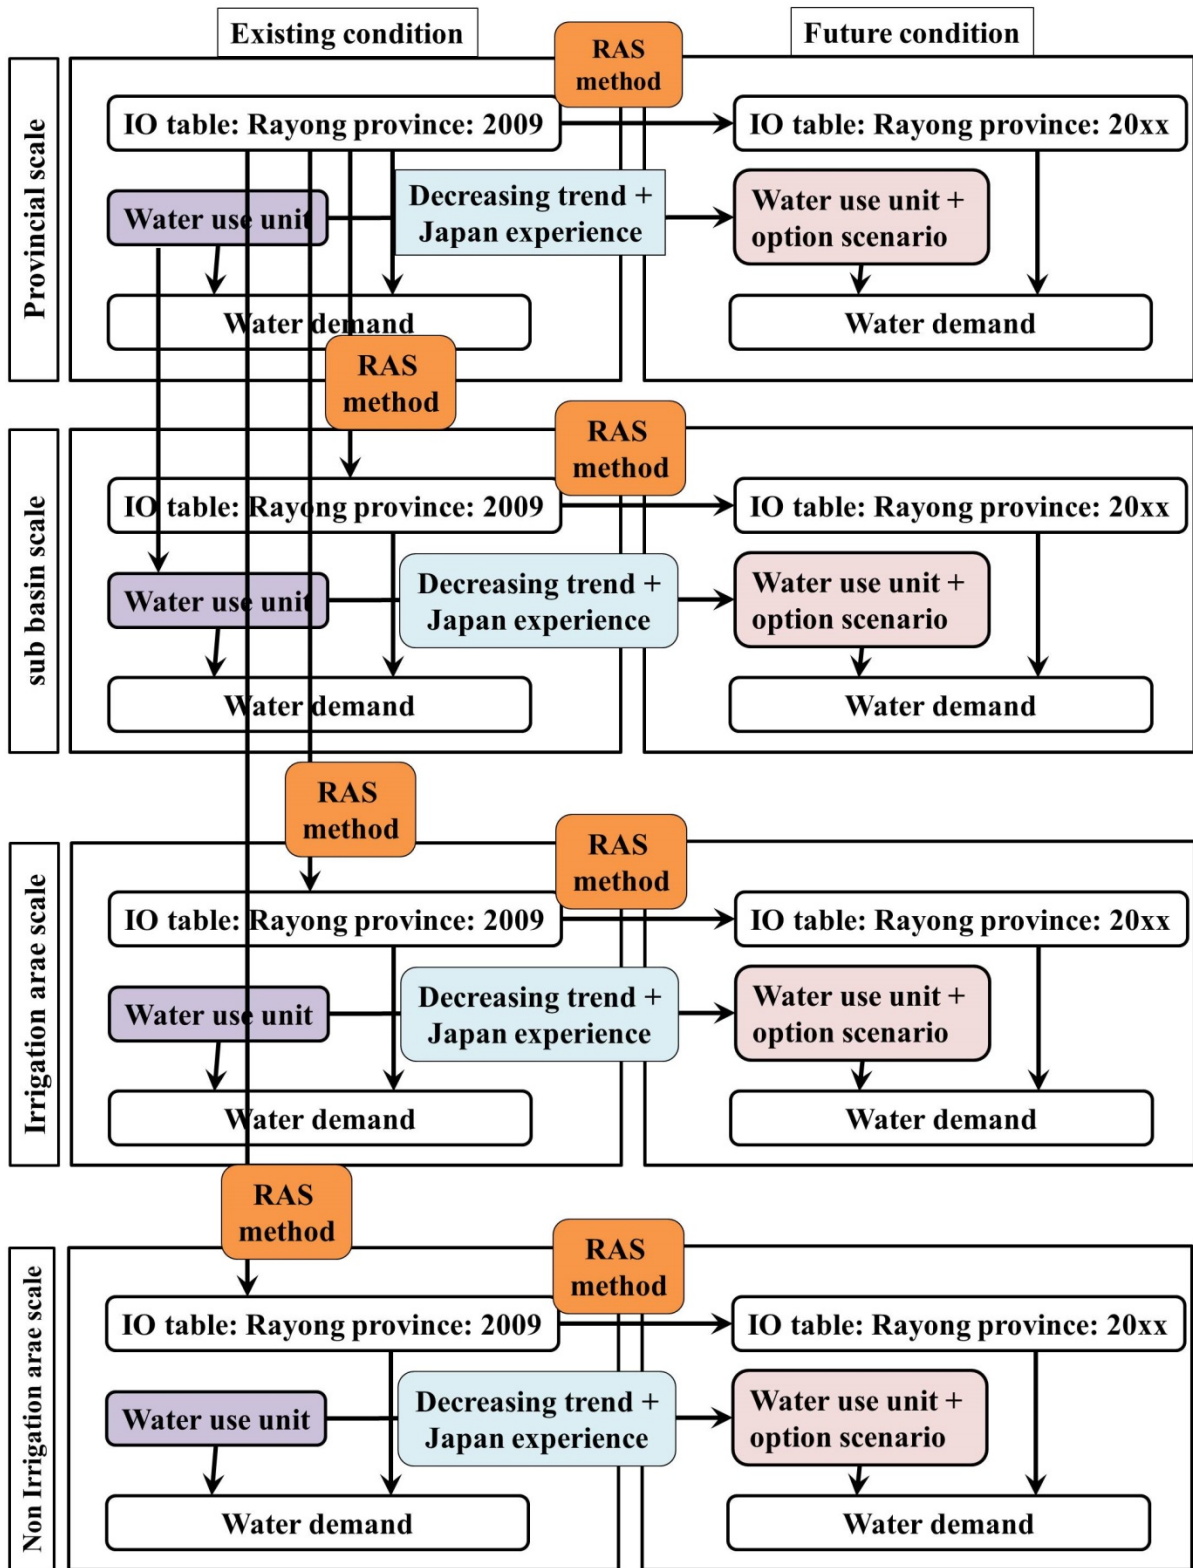 Existing condition
RAS
method
Future condition
Provincial scale
IO table: Rayong province: 2009
IO table: Rayong province: 20xx
Water use unit
Decreasing trend +
Japan experience
Water use unit +
option scenario
Water demand
Water demand
RAS
method
RAS
method
sub basin scale
IO table: Rayong province: 2009
IO table: Rayong province: 20xx
Water use unit
Decreasing trend +
Japan experience
Water use unit +
option scenario
Water demand
Water demand
RAS
method
RAS
method
Irrigation arae scale
IO table: Rayong province: 2009
IO table: Rayong province: 20xx
Water use unit
Decreasing trend +
Japan experience
Water use unit +
option scenario
Water demand
Water demand
RAS
method
RAS
method
Non Irrigation arae scale
IO table: Rayong province: 2009
IO table: Rayong province: 20xx
Water use unit
Decreasing trend +
Japan experience
Water use unit +
option scenario
Water demand
Water demand